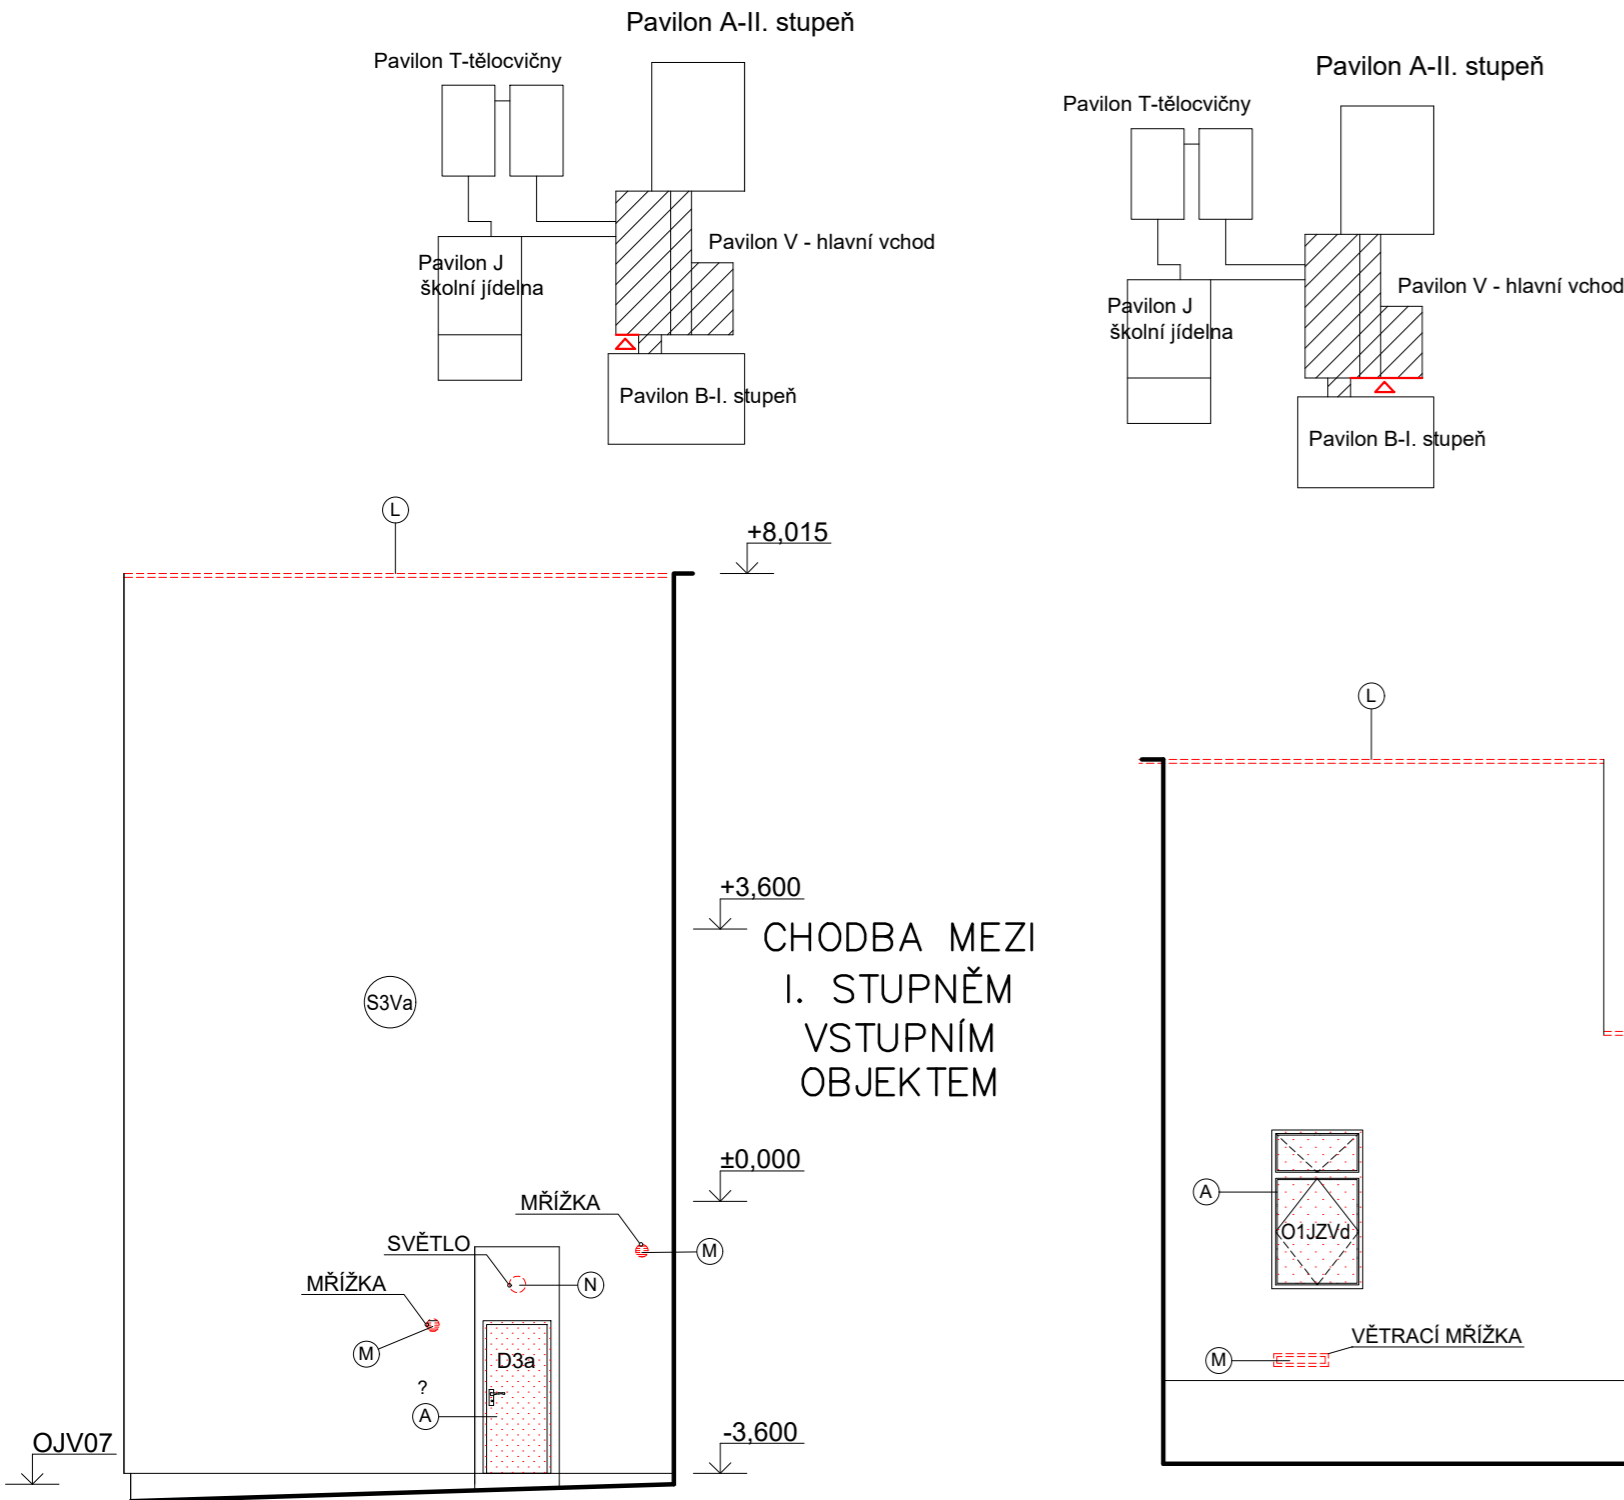 Pavilon A-II. stupeň
Pavilon T-tělocvičny
Pavilon V - hlavní vchod
Pavilon J
školní jídelna
Pavilon B-I. stupeň
Pavilon A-II. stupeň
Pavilon T-tělocvičny
Pavilon V - hlavní vchod
Pavilon J
školní jídelna
Pavilon B-I. stupeň
L
+8,015
+3,600
S3Va
±0,000
MŘÍŽKA
M
SVĚTLO
N
MŘÍŽKA
M
D3a
?
A
-3,600
OJV07
CHODBA MEZI
I. STUPNĚM
VSTUPNÍM
OBJEKTEM
L
A
O1JZVd
VĚTRACÍ MŘÍŽKA
M